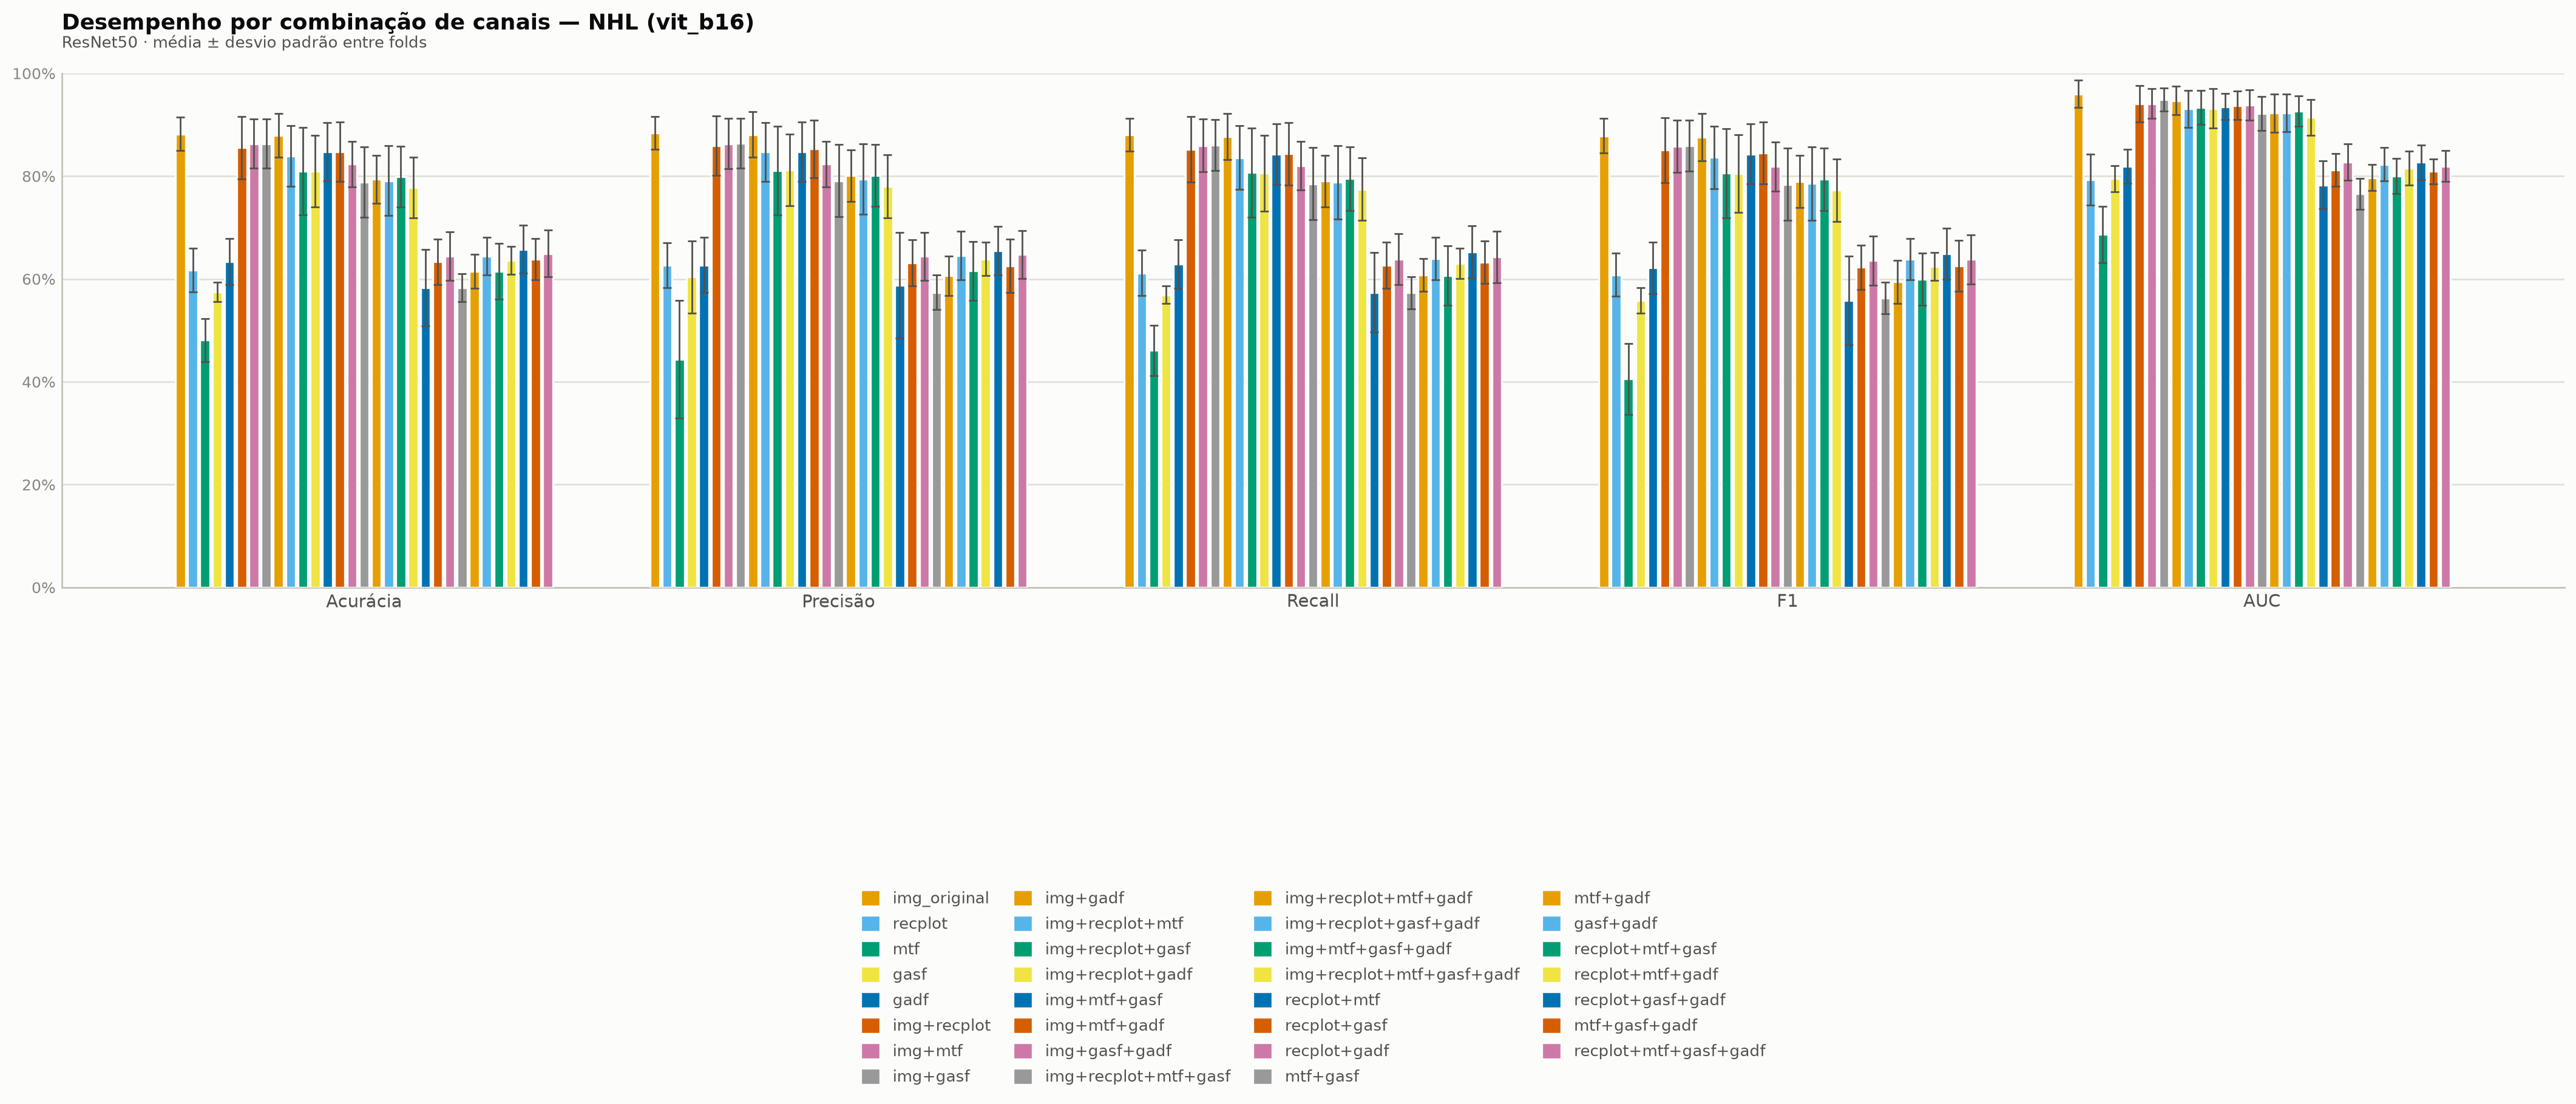 Desempenho por combinação de canais — NHL (vit_b16)
ResNet50 · média ± desvio padrão entre folds
100%
80%
60%
40%
20%
0%
Acurácia
Precisão
Recall
F1
AUC
img_original
recplot
mtf
gasf
gadf
img+recplot
img+mtf
img+gasf
img+gadf
img+recplot+mtf
img+recplot+gasf
img+recplot+gadf
img+mtf+gasf
img+mtf+gadf
img+gasf+gadf
img+recplot+mtf+gasf
img+recplot+mtf+gadf
img+recplot+gasf+gadf
img+mtf+gasf+gadf
img+recplot+mtf+gasf+gadf
recplot+mtf
recplot+gasf
recplot+gadf
mtf+gasf
mtf+gadf
gasf+gadf
recplot+mtf+gasf
recplot+mtf+gadf
recplot+gasf+gadf
mtf+gasf+gadf
recplot+mtf+gasf+gadf